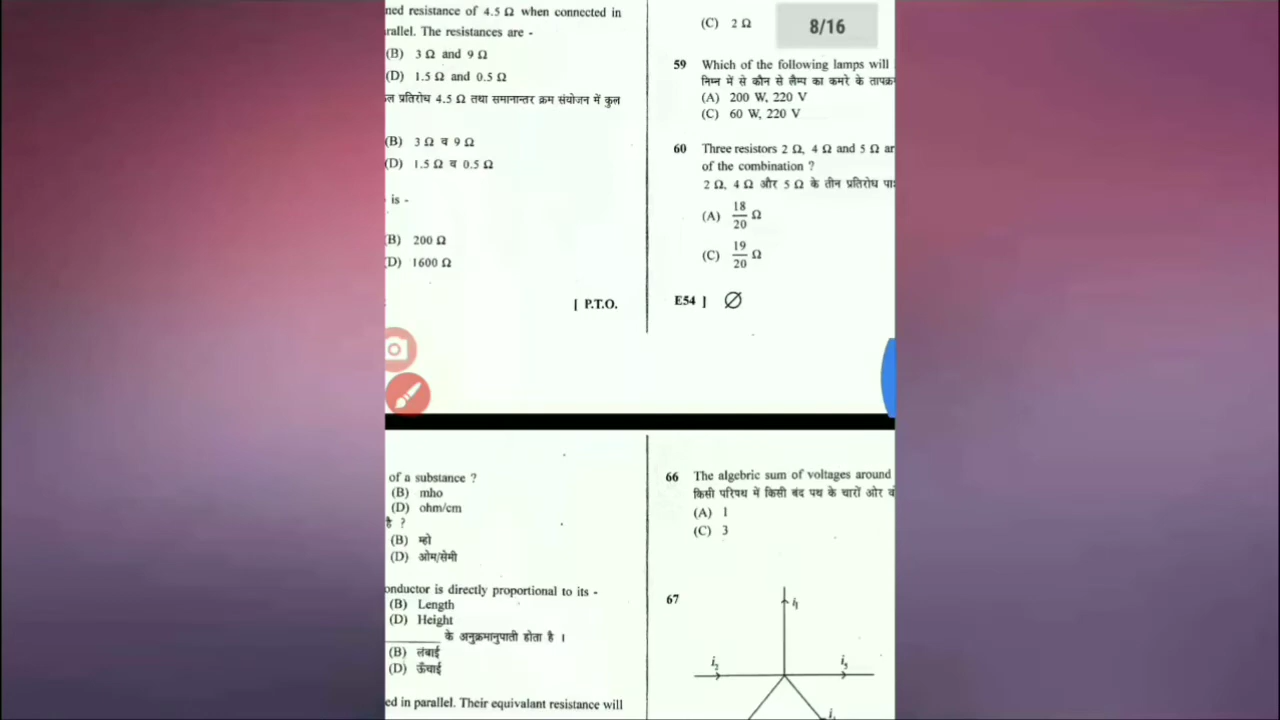 ned resistance of 4.5 Ω when connected in
rallel. The resistances are -
(B) 3 Ω and 9 Ω
(D) 1.5 Ω and 0.5 Ω
प्रतिरोध 4.5 Ω तथा समानान्तर क्रम संयोजन में कुल
(B) 3 Ω व 9 Ω
(D) 1.5 Ω व 0.5 Ω
is -
B) 200 Ω
D) 1600 Ω
[ P.T.O.
(C) 2 Ω
8/16
59 Which of the following lamps will
निम्न में से कौन से लैम्प का कमरे के तापक्र
(A) 200 W, 220 V
(C) 60 W, 220 V
60 Three resistors 2 Ω, 4 Ω and 5 Ω ar
of the combination ?
2 Ω, 4 Ω और 5 Ω के तीन प्रतिरोध पा
(A) 18/20 Ω
(C) 19/20 Ω
E54 ] ∅
of a substance ?
(B) mho
(D) ohm/cm
है ?
(B) म्हो
(D) ओम/सेमी
onductor is directly proportional to its -
(B) Length
(D) Height
के अनुक्रमानुपाती होता है ।
(B) लंबाई
(D) ऊँचाई
ed in parallel. Their equivalent resistance will
66 The algebric sum of voltages around
किसी परिपथ में किसी बंद पथ के चारों ओर वो
(A) 1
(C) 3
67
i₁
i₂
i₅